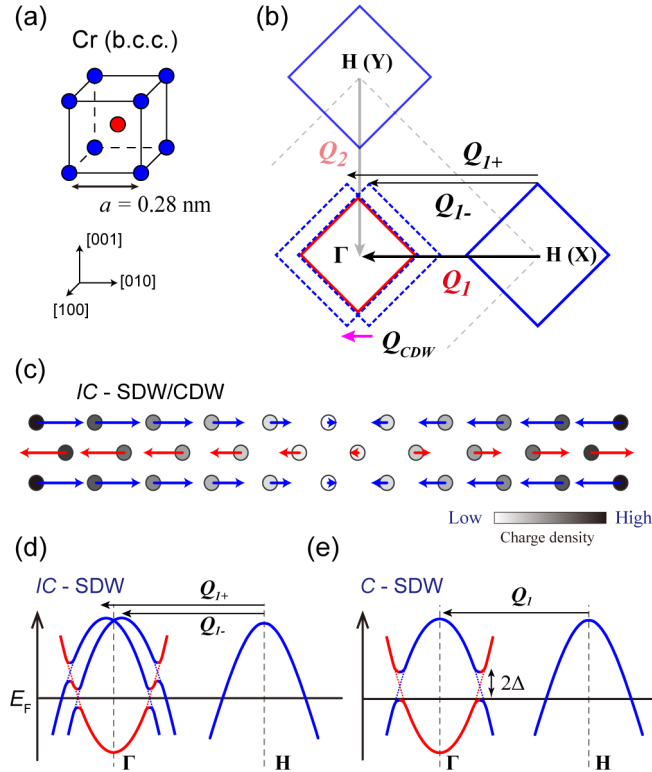 (a)
Cr (b.c.c.)
a = 0.28 nm
[001]
[010]
[100]
(b)
H (Y)
Q2
Q1+
Q1-
Γ
H (X)
Q1
QCDW
(c)
IC - SDW/CDW
Low High
Charge density
(d)
IC - SDW
Q1+
Q1-
EF
Γ H
(e)
C - SDW
Q1
2Δ
Γ H